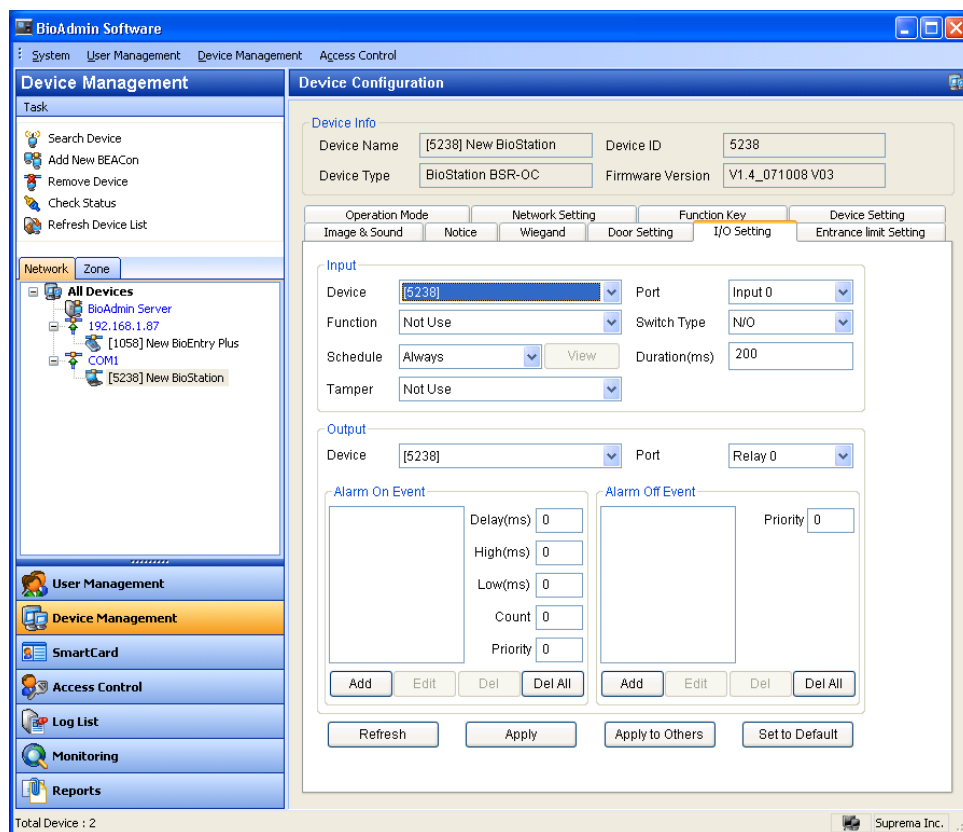 BioAdmin Software
System User Management Device Management Access Control
Device Management
Task
Search Device
Add New BEACon
Remove Device
Check Status
Refresh Device List
Network Zone
All Devices
BioAdmin Server
192.168.1.87
[1058] New BioEntry Plus
COM1
[5238] New BioStation
User Management
Device Management
SmartCard
Access Control
Log List
Monitoring
Reports
Device Configuration
Device Info
Device Name [5238] New BioStation Device ID 5238
Device Type BioStation BSR-OC Firmware Version V1.4_071008 V03
Operation Mode Network Setting Function Key Device Setting
Image & Sound Notice Wiegand Door Setting I/O Setting Entrance limit Setting
Input
Device [5238] Port Input 0
Function Not Use Switch Type N/O
Schedule Always View Duration(ms) 200
Tamper Not Use
Output
Device [5238] Port Relay 0
Alarm On Event
Delay(ms) 0
High(ms) 0
Low(ms) 0
Count 0
Priority 0
Add Edit Del Del All
Alarm Off Event
Priority 0
Add Edit Del Del All
Refresh Apply Apply to Others Set to Default
Total Device : 2 Suprema Inc.